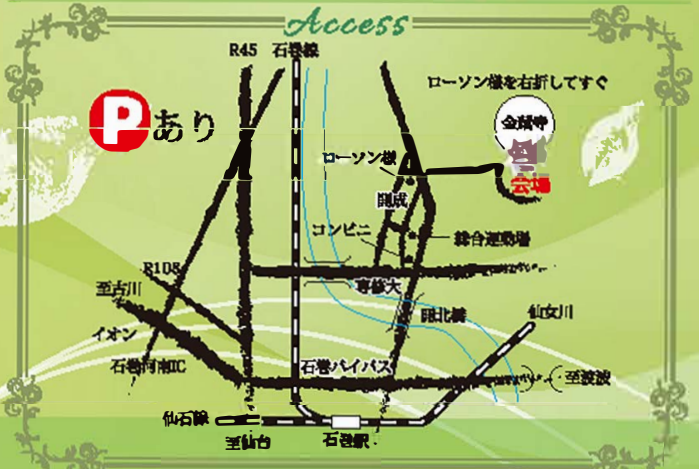 Access
R45 石巻線
ローソン様を右折してすぐ
Pあり
金蔵寺
ローソン様
会場
開成
コンビニ
総合運動場
R108
専修大
至古川
開北橋
仙女川
イオン
石巻河南IC
石巻バイパス
至渡波
仙石線
至仙台
石巻駅